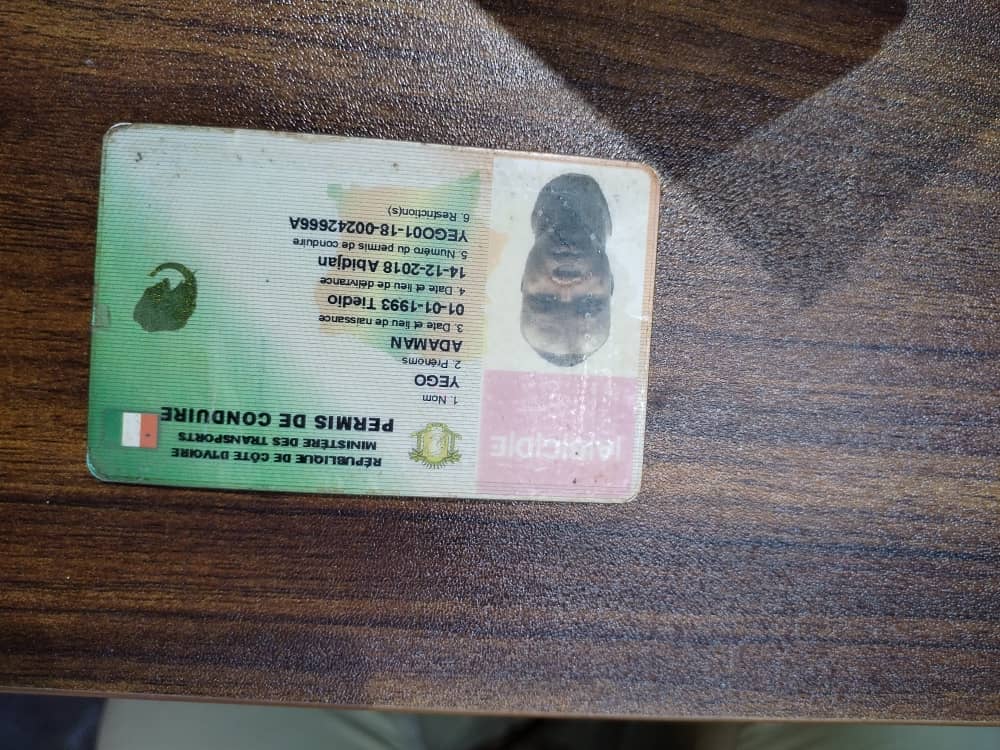 RÉPUBLIQUE DE CÔTE D'IVOIRE
MINISTÈRE DES TRANSPORTS
PERMIS DE CONDUIRE
1. Nom
YEGO
2. Prénoms
ADAMAN
3. Date et lieu de naissance
01-01-1993 Tiedio
4. Date et lieu de délivrance
14-12-2018 Abidjan
5. Numéro du permis de conduire
YEGO01-18-00242666A
6. Restriction(s)